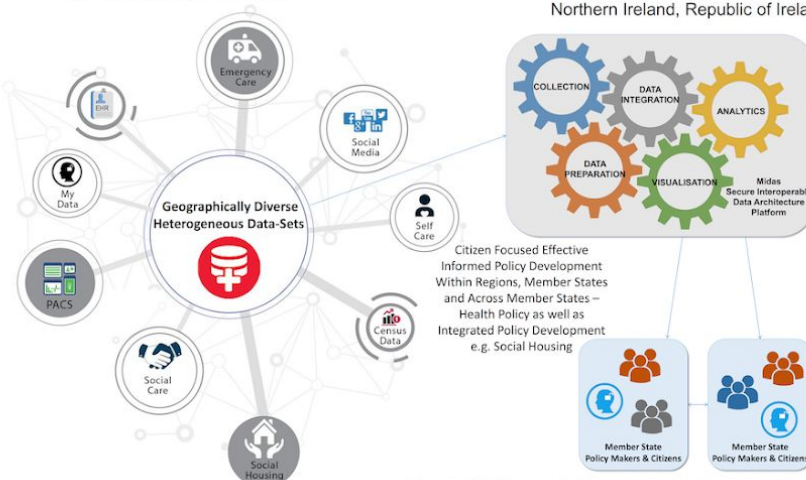 Northern Ireland, Republic of Irela
Emergency
Care
EHR
Social
Media
My
Data
Geographically Diverse
Heterogeneous Data-Sets
Self
Care
PACS
Census
Data
Social
Care
Social
Housing
COLLECTION
DATA
INTEGRATION
ANALYTICS
DATA
PREPARATION
VISUALISATION
Midas
Secure Interoperabl
Data Architecture
Platform
Citizen Focused Effective
Informed Policy Development
Within Regions, Member States
and Across Member States –
Health Policy as well as
Integrated Policy Development
e.g. Social Housing
Member State
Policy Makers & Citizens
Member State
Policy Makers & Citizens